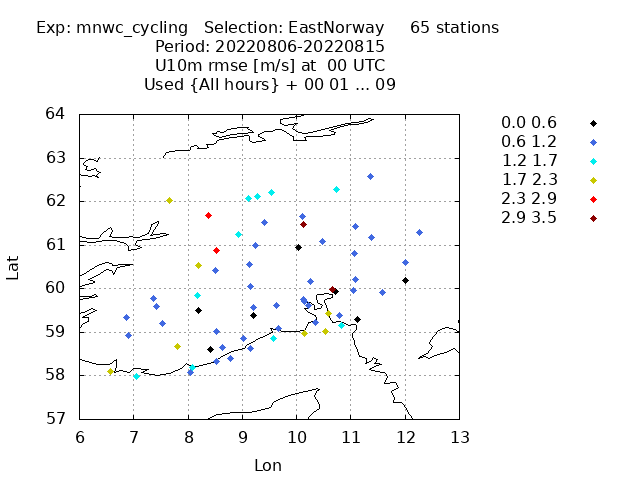 Exp: mnwc_cycling   Selection: EastNorway     65 stations
Period: 20220806-20220815
U10m rmse [m/s] at  00 UTC
Used {All hours} + 00 01 ... 09
64
63
62
61
60
59
58
57
Lat
6 7 8 9 10 11 12 13
Lon
0.0 0.6
0.6 1.2
1.2 1.7
1.7 2.3
2.3 2.9
2.9 3.5